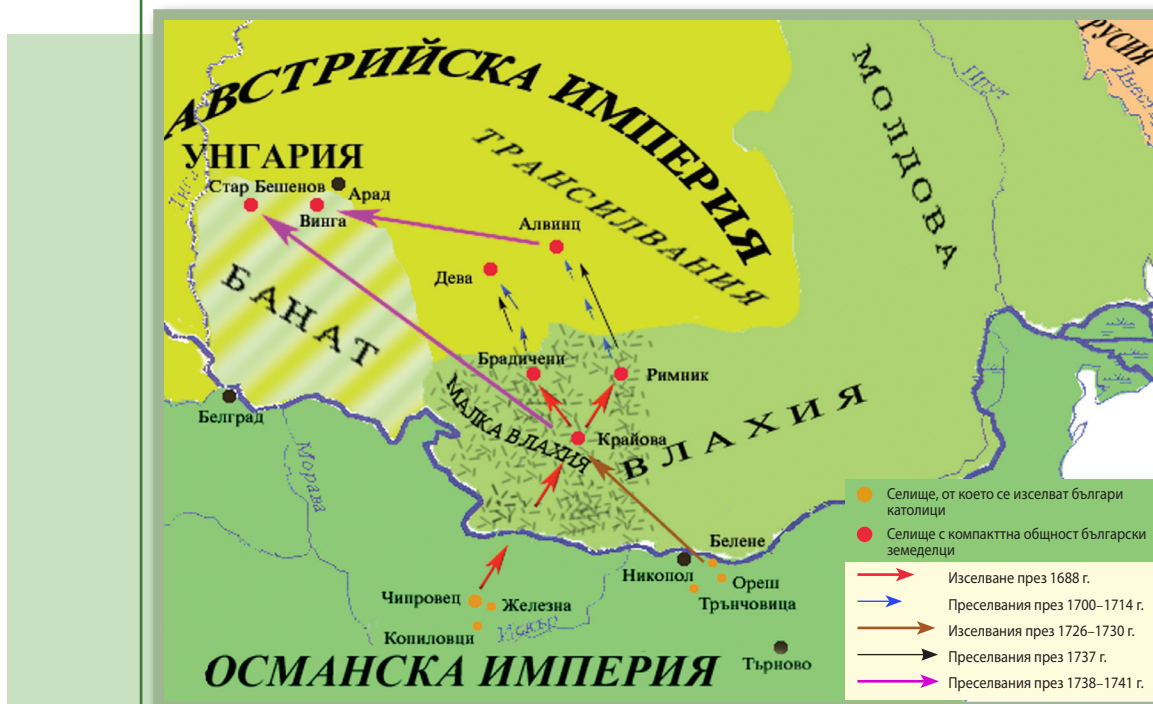 АВСТРИЙСКА ИМПЕРИЯ
РУСИЯ
МОЛДОВА
Прут
ТРАНСИЛВАНИЯ
УНГАРИЯ
Стар Бешенов
Арад
Винга
Алвинц
Дева
БАНАТ
Брадичени
Римник
Белград
МАЛКА ВЛАХИЯ
Крайова
ВЛАХИЯ
Морава
Белене
Никопол
Ореш
Трънчовица
Чипровец
Железна
Копиловци
Искър
Търново
ОСМАНСКА ИМПЕРИЯ
Селище, от което се изселват българи
католици
Селище с компакттна общност български
земеделци
Изселване през 1688 г.
Преселвания през 1700–1714 г.
Изселвания през 1726–1730 г.
Преселвания през 1737 г.
Преселвания през 1738–1741 г.